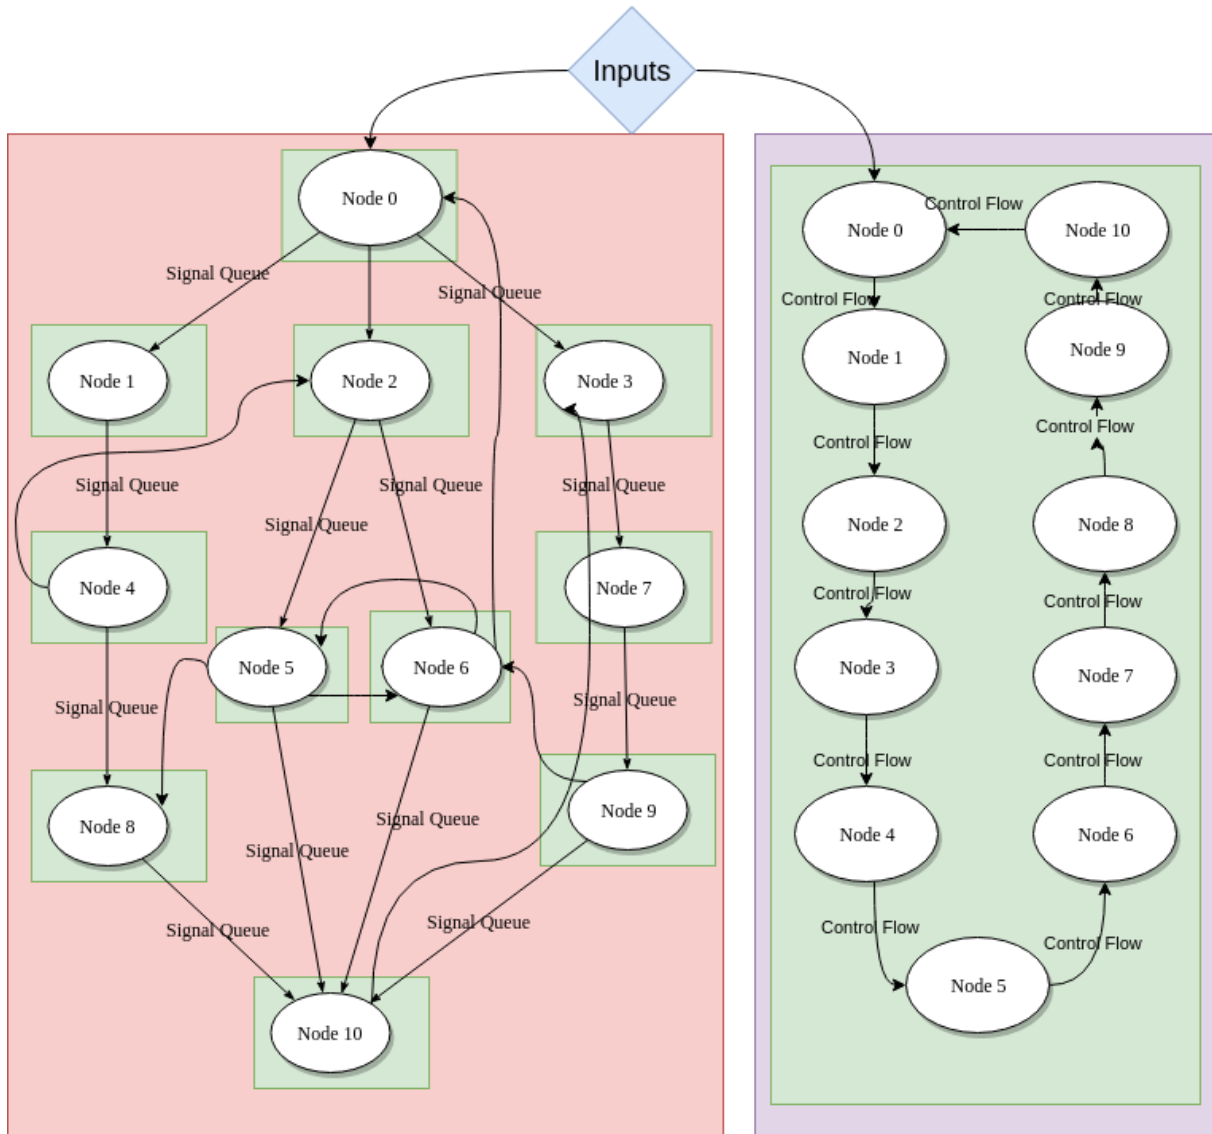 Inputs
Node 0
Signal Queue
Signal Queue
Node 1
Node 2
Node 3
Signal Queue
Signal Queue
Signal Queue
Signal Queue
Node 4
Node 7
Node 5
Node 6
Signal Queue
Signal Queue
Node 8
Node 9
Signal Queue
Signal Queue
Signal Queue
Signal Queue
Node 10
Control Flow
Node 0
Node 10
Control Flow
Control Flow
Node 1
Node 9
Control Flow
Control Flow
Node 2
Node 8
Control Flow
Control Flow
Node 3
Node 7
Control Flow
Control Flow
Node 4
Node 6
Control Flow
Control Flow
Node 5